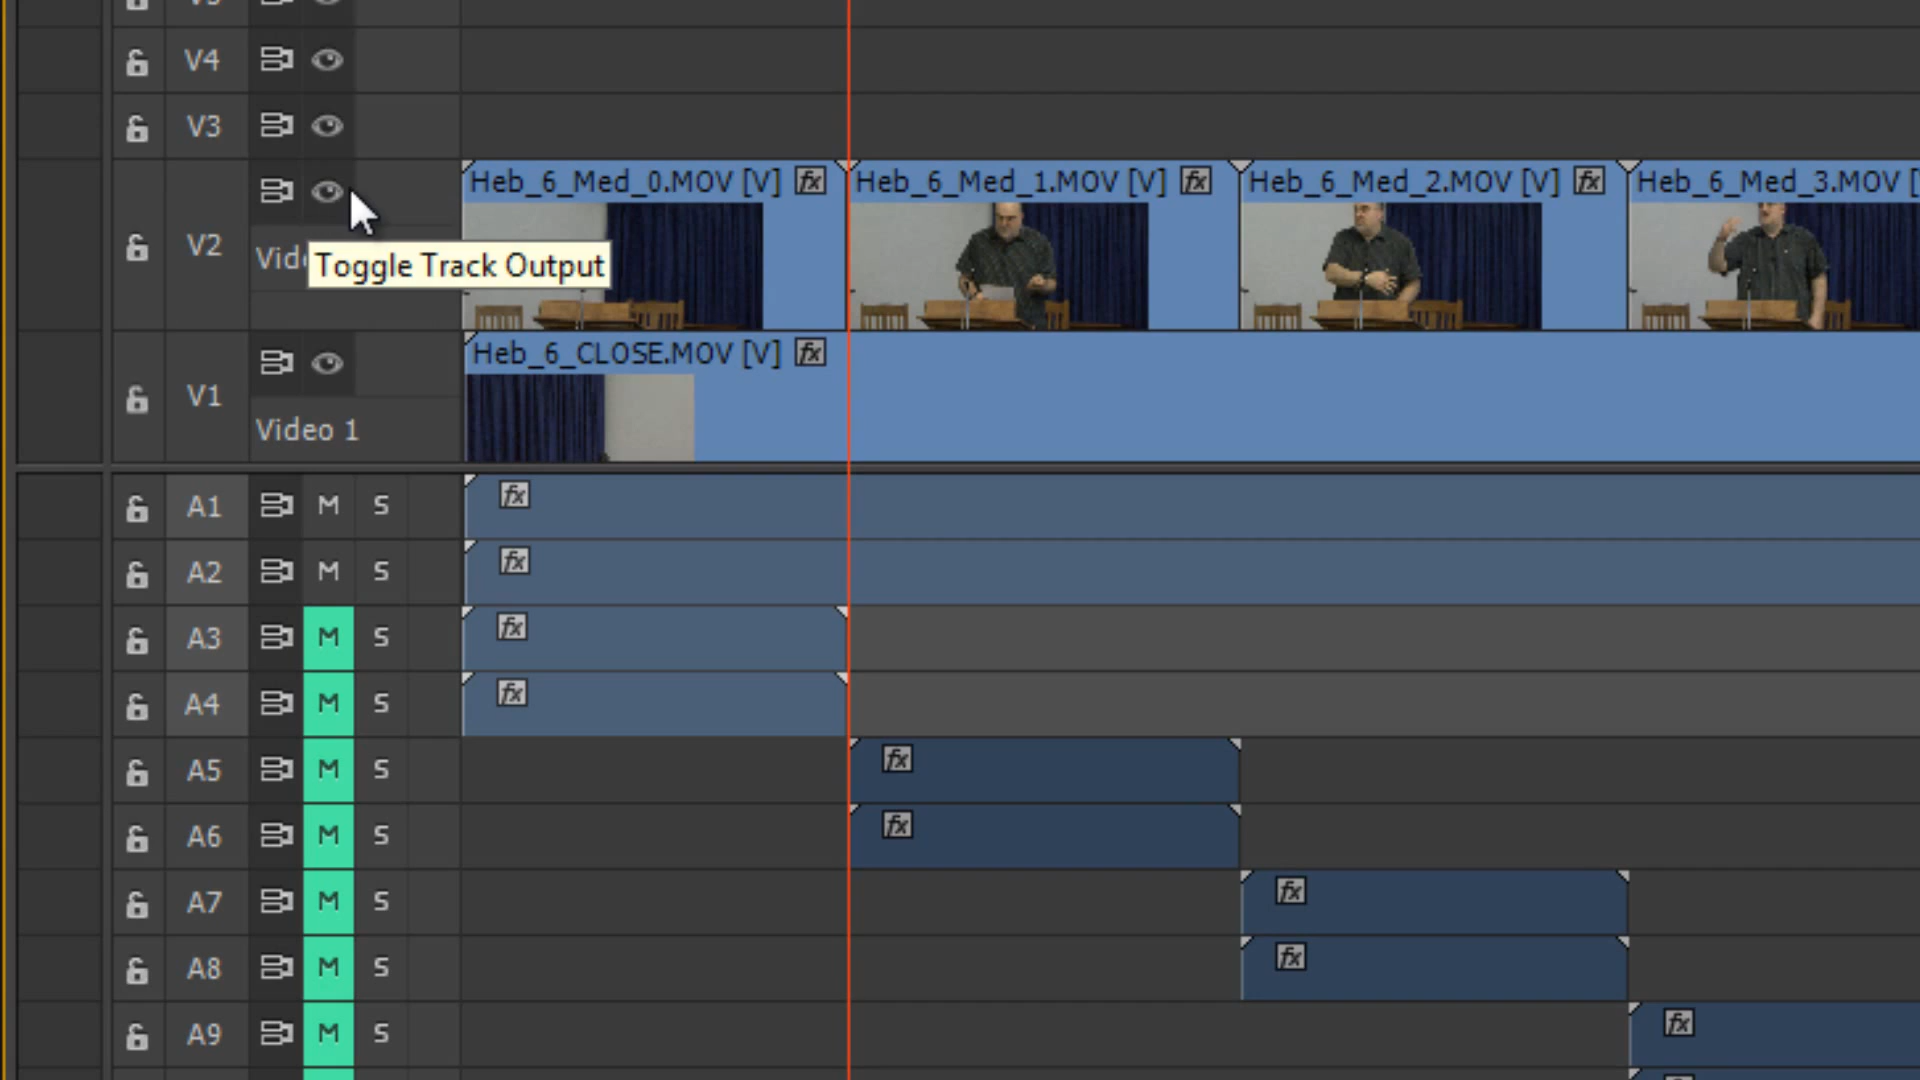 V4
V3
Heb_6_Med_0.MOV [V] fx
Heb_6_Med_1.MOV [V] fx
Heb_6_Med_2.MOV [V] fx
Heb_6_Med_3.MOV [
V2
Vid
Toggle Track Output
Heb_6_CLOSE.MOV [V] fx
V1
Video 1
A1 M S fx
A2 M S fx
A3 M S fx
A4 M S fx
A5 M S fx
A6 M S fx
A7 M S fx
A8 M S fx
A9 M S fx